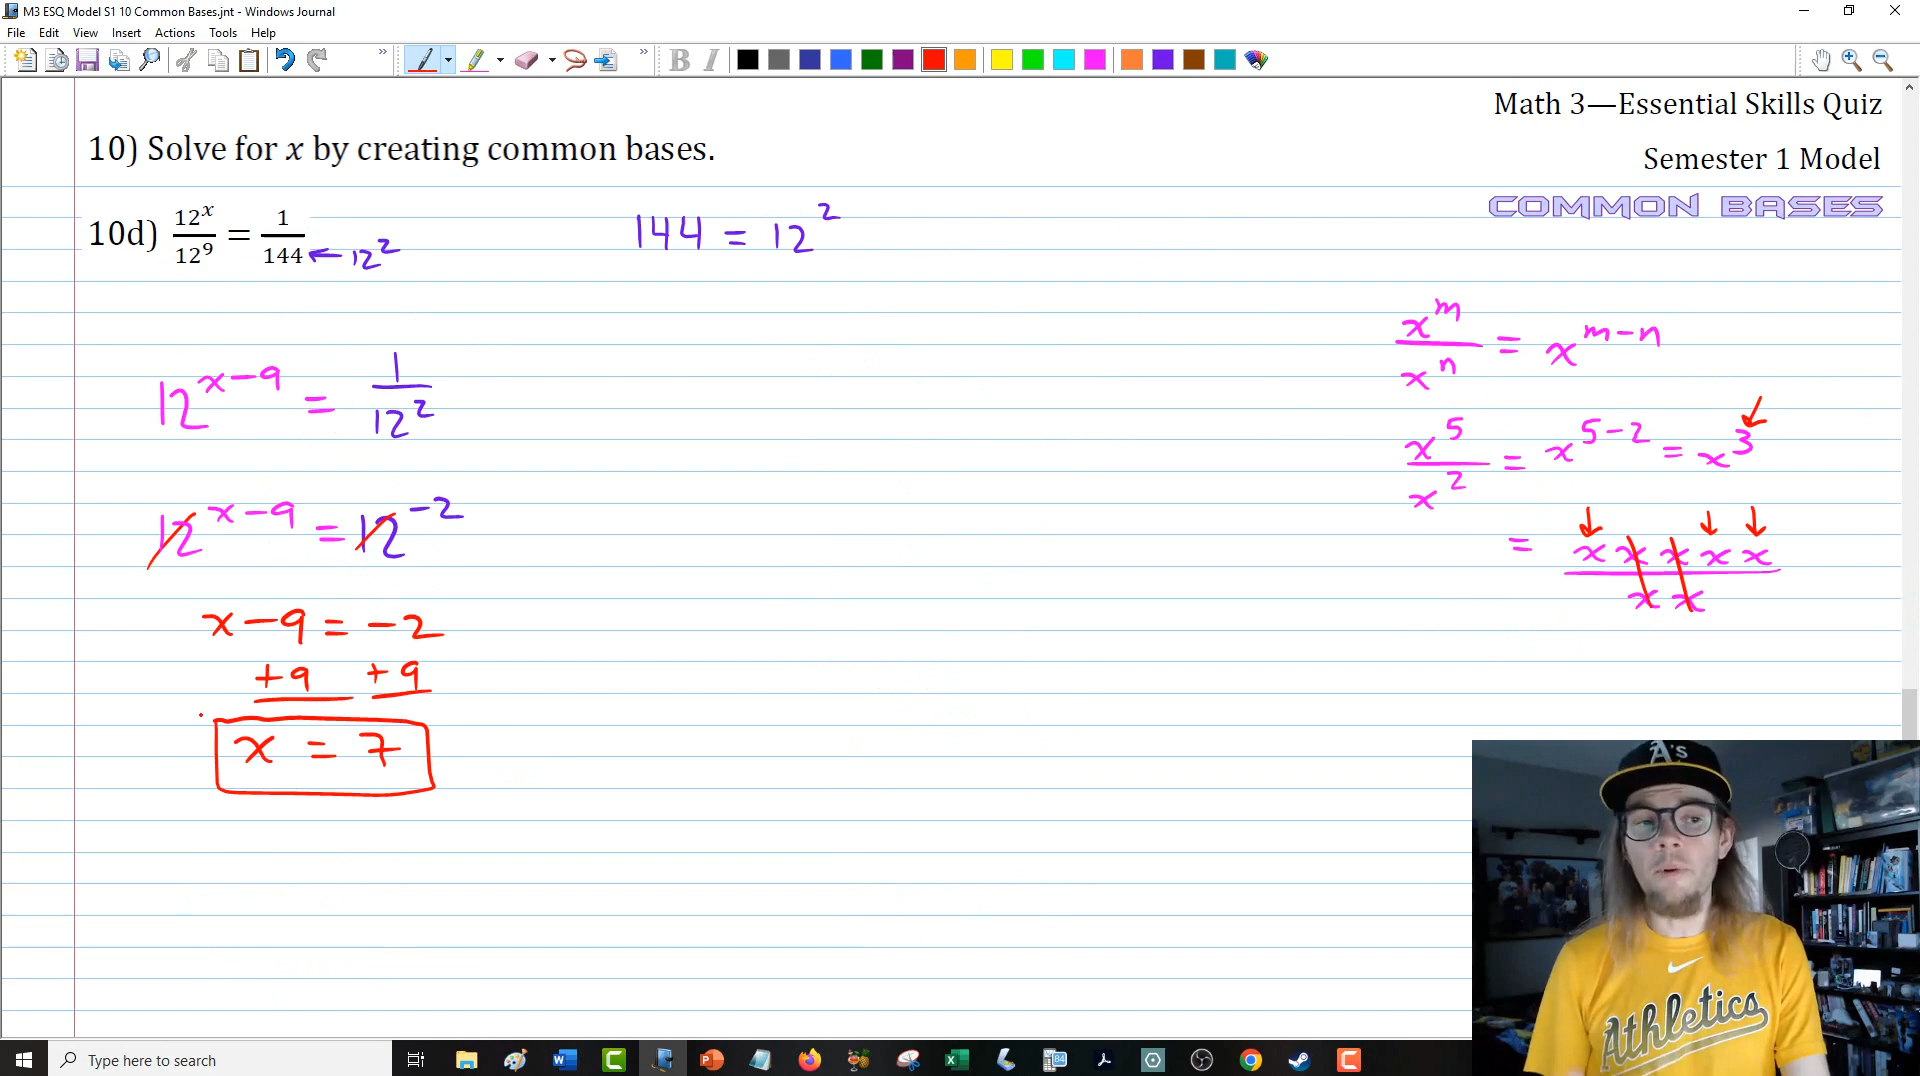 M3 ESQ Model S1 10 Common Bases.jnt - Windows Journal
File Edit View Insert Actions Tools Help
B I
Math 3—Essential Skills Quiz
Semester 1 Model
COMMON BASES
10) Solve for x by creating common bases.
10d) 12^x/12^9 = 1/144 ← 12^2
144 = 12^2
12^(x-9) = 1/12^2
12^(x-9) = 12^(-2)
x - 9 = -2
+9 +9
x = 7
x^m/x^n = x^(m-n)
x^5/x^2 = x^(5-2) = x^3
= x x x x x / x x
A's
Athletics
Type here to search